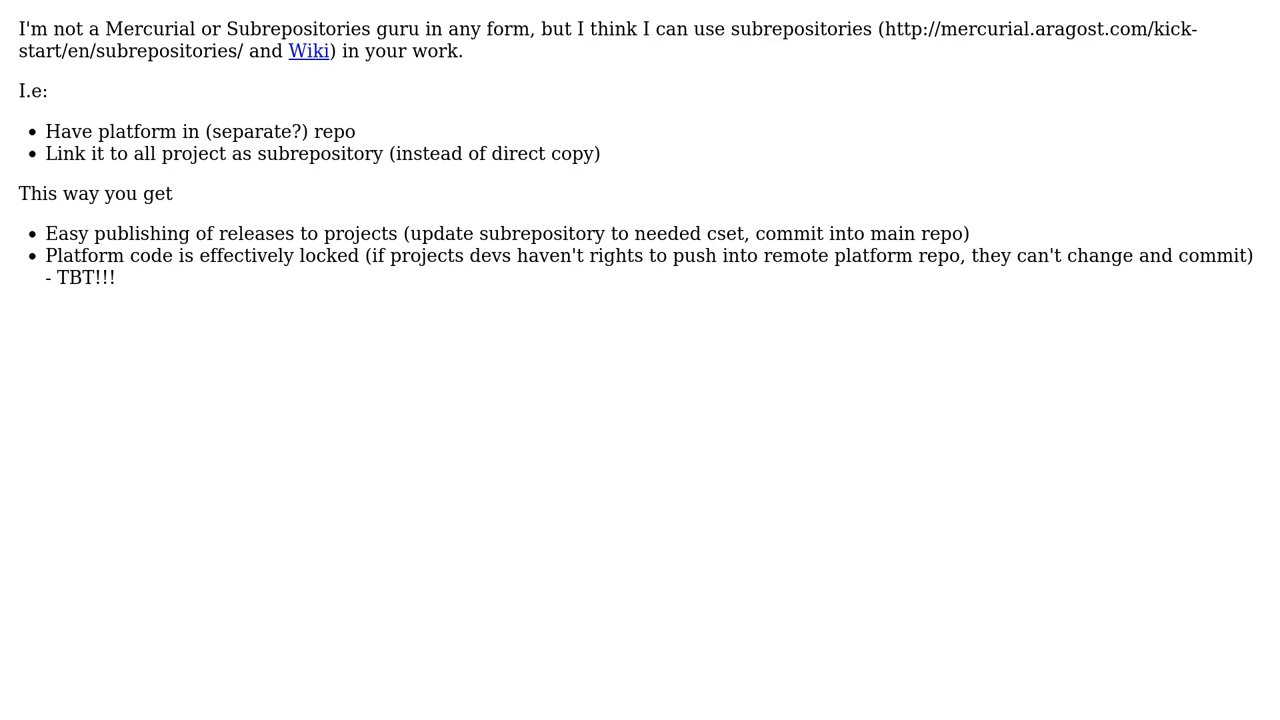 I'm not a Mercurial or Subrepositories guru in any form, but I think I can use subrepositories (http://mercurial.aragost.com/kick-
start/en/subrepositories/ and Wiki) in your work.
I.e:
• Have platform in (separate?) repo
• Link it to all project as subrepository (instead of direct copy)
This way you get
• Easy publishing of releases to projects (update subrepository to needed cset, commit into main repo)
• Platform code is effectively locked (if projects devs haven't rights to push into remote platform repo, they can't change and commit)
- TBT!!!